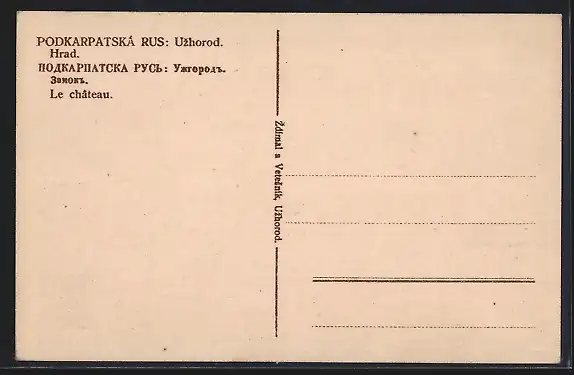 PODKARPATSKÁ RUS: Užhorod.
Hrad.
ПОДКАРПАТСКА РУСЬ: Ужгородъ.
Замокъ.
Le château.
Ždímal a Vetešník, Užhorod.